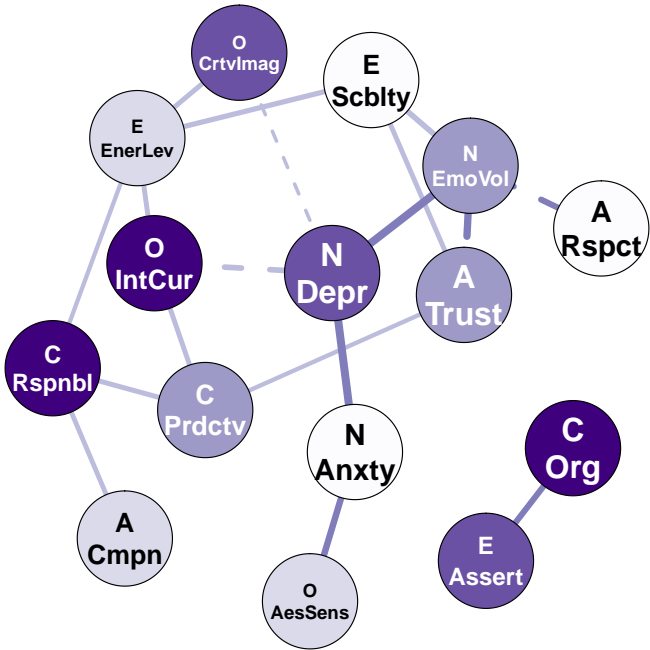 O
CrtvImag
E
Scblty
E
EnerLev
N
EmoVol
A
Rspct
O
IntCur
N
Depr
A
Trust
C
Rspnbl
C
Prdctv
N
Anxty
C
Org
A
Cmpn
E
Assert
O
AesSens